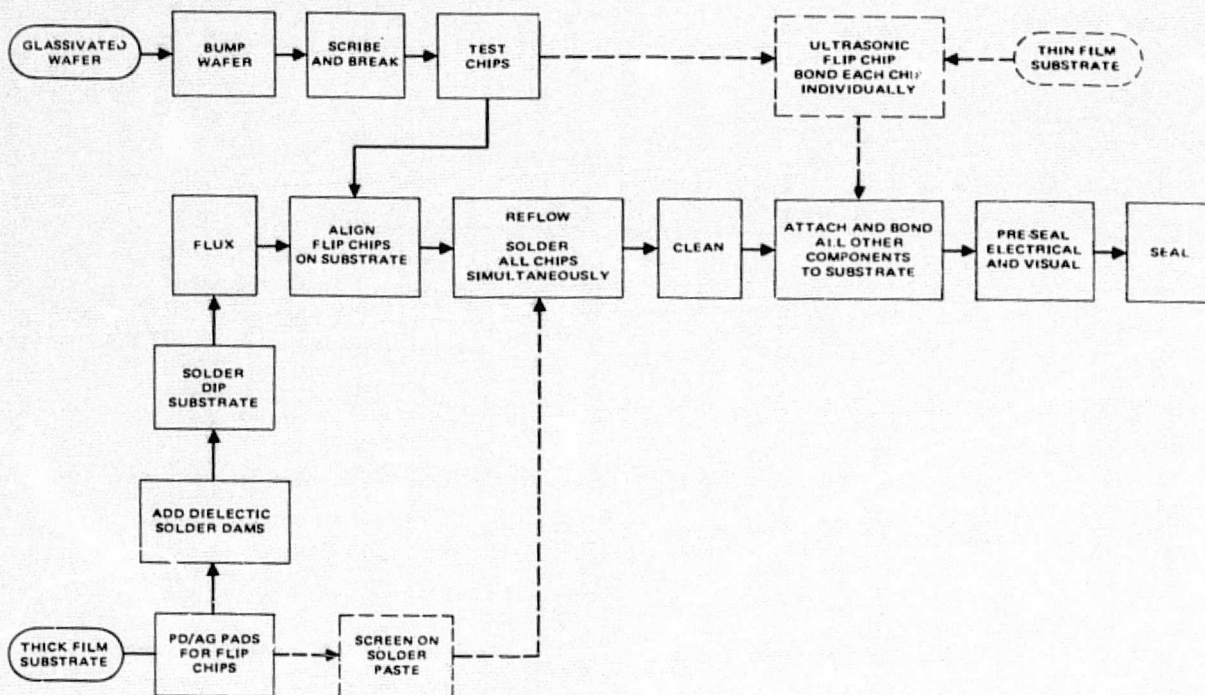 GLASSIVATED
WAFER
BUMP
WAFER
SCRIBE
AND BREAK
TEST
CHIPS
ULTRASONIC
FLIP CHIP
BOND EACH CHIP
INDIVIDUALLY
THIN FILM
SUBSTRATE
FLUX
ALIGN
FLIP CHIPS
ON SUBSTRATE
REFLOW
SOLDER
ALL CHIPS
SIMULTANEOUSLY
CLEAN
ATTACH AND BOND
ALL OTHER
COMPONENTS
TO SUBSTRATE
PRE-SEAL
ELECTRICAL
AND VISUAL
SEAL
SOLDER
DIP
SUBSTRATE
ADD DIELECTIC
SOLDER DAMS
THICK FILM
SUBSTRATE
PD/AG PADS
FOR FLIP
CHIPS
SCREEN ON
SOLDER
PASTE